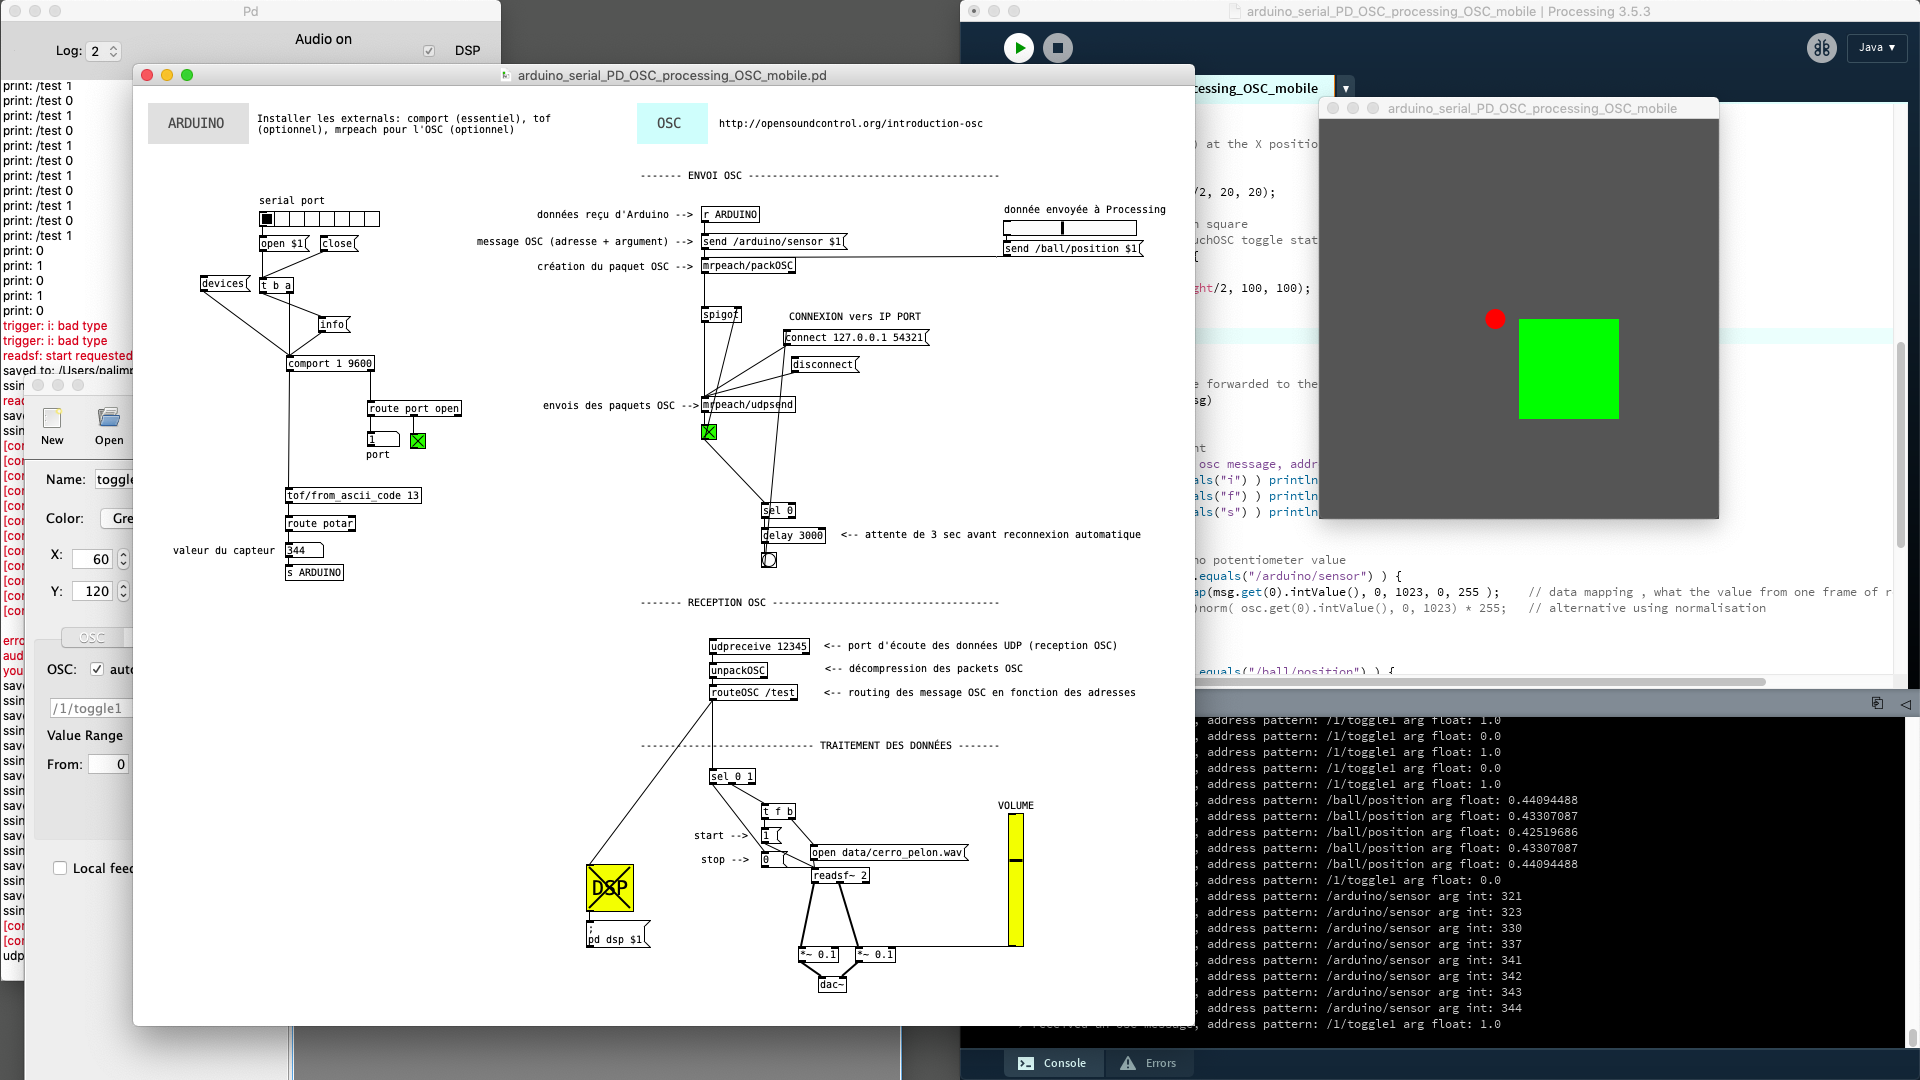 Pd
Audio on
Log: 2
DSP
print: /test 1
print: /test 0
print: /test 1
print: /test 0
print: /test 1
print: /test 0
print: /test 1
print: /test 0
print: /test 1
print: /test 0
print: /test 1
print: 0
print: 1
print: 0
print: 1
print: 0
trigger: i: bad type
trigger: i: bad type
readsf: start requested
saved to: /Users/palimp
New
Open
Name: toggle
Color: Gre
X: 60
Y: 120
OSC
OSC: auto
/1/toggle1
Value Range
From: 0
Local feed
arduino_serial_PD_OSC_processing_OSC_mobile.pd
ARDUINO
Installer les externals: comport (essentiel), tof
(optionnel), mrpeach pour l'OSC (optionnel)
OSC
http://opensoundcontrol.org/introduction-osc
------- ENVOI OSC ------------------------------------------
serial port
open $1
close
devices
t b a
info
comport 1 9600
route port open
1
port
tof/from_ascii_code 13
route potar
valeur du capteur
344
s ARDUINO
données reçu d'Arduino -->
r ARDUINO
message OSC (adresse + argument) -->
send /arduino/sensor $1
création du paquet OSC -->
mrpeach/packOSC
donnée envoyée à Processing
send /ball/position $1
spigot
CONNEXION vers IP PORT
connect 127.0.0.1 54321
disconnect
envois des paquets OSC -->
mrpeach/udpsend
sel 0
delay 3000
<-- attente de 3 sec avant reconnexion automatique
------- RECEPTION OSC --------------------------------------
udpreceive 12345
<-- port d'écoute des données UDP (reception OSC)
unpackOSC
<-- décompression des packets OSC
routeOSC /test
<-- routing des message OSC en fonction des adresses
----------------------------- TRAITEMENT DES DONNÉES -------
sel 0 1
t f b
start -->
1
stop -->
0
open data/cerro_pelon.wav
readsf~ 2
VOLUME
DSP
;
pd dsp $1
*~ 0.1
*~ 0.1
dac~
arduino_serial_PD_OSC_processing_OSC_mobile | Processing 3.5.3
Java ▾
cessing_OSC_mobile
arduino_serial_PD_OSC_processing_OSC_mobile
) at the X positio
/2, 20, 20);
n square
uchOSC toggle stat
{
ght/2, 100, 100);
e forwarded to the
sg)
nt
osc message, addr
als("i") ) println
als("f") ) println
als("s") ) println
no potentiometer value
.equals("/arduino/sensor") ) {
ap(msg.get(0).intValue(), 0, 1023, 0, 255 ); // data mapping , what the value from one frame of r
)norm( osc.get(0).intValue(), 0, 1023) * 255; // alternative using normalisation
.equals("/ball/position") ) {
, address pattern: /1/toggle1 arg float: 1.0
, address pattern: /1/toggle1 arg float: 0.0
, address pattern: /1/toggle1 arg float: 1.0
, address pattern: /1/toggle1 arg float: 0.0
, address pattern: /1/toggle1 arg float: 1.0
, address pattern: /ball/position arg float: 0.44094488
, address pattern: /ball/position arg float: 0.43307087
, address pattern: /ball/position arg float: 0.42519686
, address pattern: /ball/position arg float: 0.43307087
, address pattern: /ball/position arg float: 0.44094488
, address pattern: /1/toggle1 arg float: 0.0
, address pattern: /arduino/sensor arg int: 321
, address pattern: /arduino/sensor arg int: 323
, address pattern: /arduino/sensor arg int: 330
, address pattern: /arduino/sensor arg int: 337
, address pattern: /arduino/sensor arg int: 341
, address pattern: /arduino/sensor arg int: 342
, address pattern: /arduino/sensor arg int: 343
, address pattern: /arduino/sensor arg int: 344
, address pattern: /1/toggle1 arg float: 1.0
Console
Errors